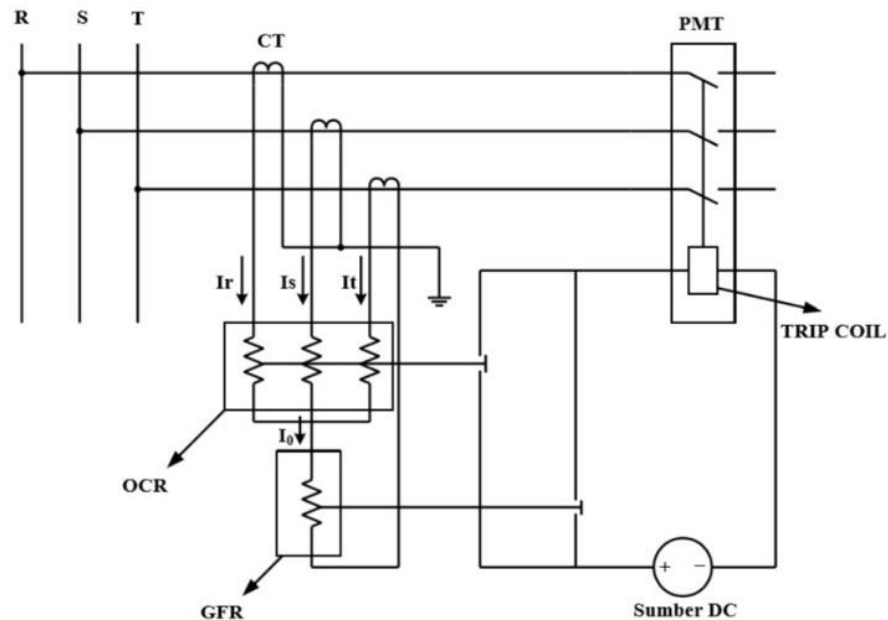 R S T
CT
PMT
Ir Is It
TRIP COIL
I₀
OCR
+ −
GFR
Sumber DC